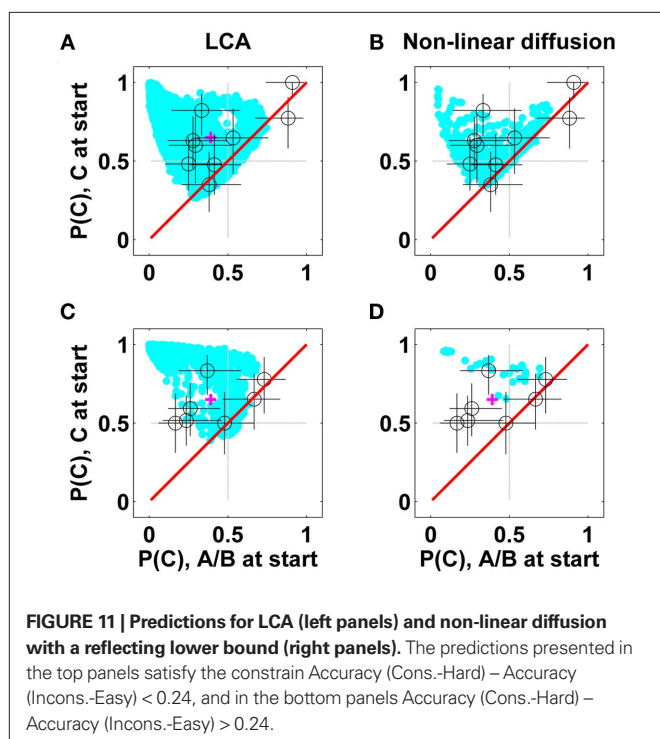 A LCA
B Non-linear diffusion
P(C), C at start
1
0.5
0
0 0.5 1
1
0.5
0
0 0.5 1
C
D
P(C), C at start
1
0.5
0
0 0.5 1
P(C), A/B at start
1
0.5
0
0 0.5 1
P(C), A/B at start
FIGURE 11 | Predictions for LCA (left panels) and non-linear diffusion
with a reflecting lower bound (right panels). The predictions presented in
the top panels satisfy the constrain Accuracy (Cons.-Hard) – Accuracy
(Incons.-Easy) < 0.24, and in the bottom panels Accuracy (Cons.-Hard) –
Accuracy (Incons.-Easy) > 0.24.